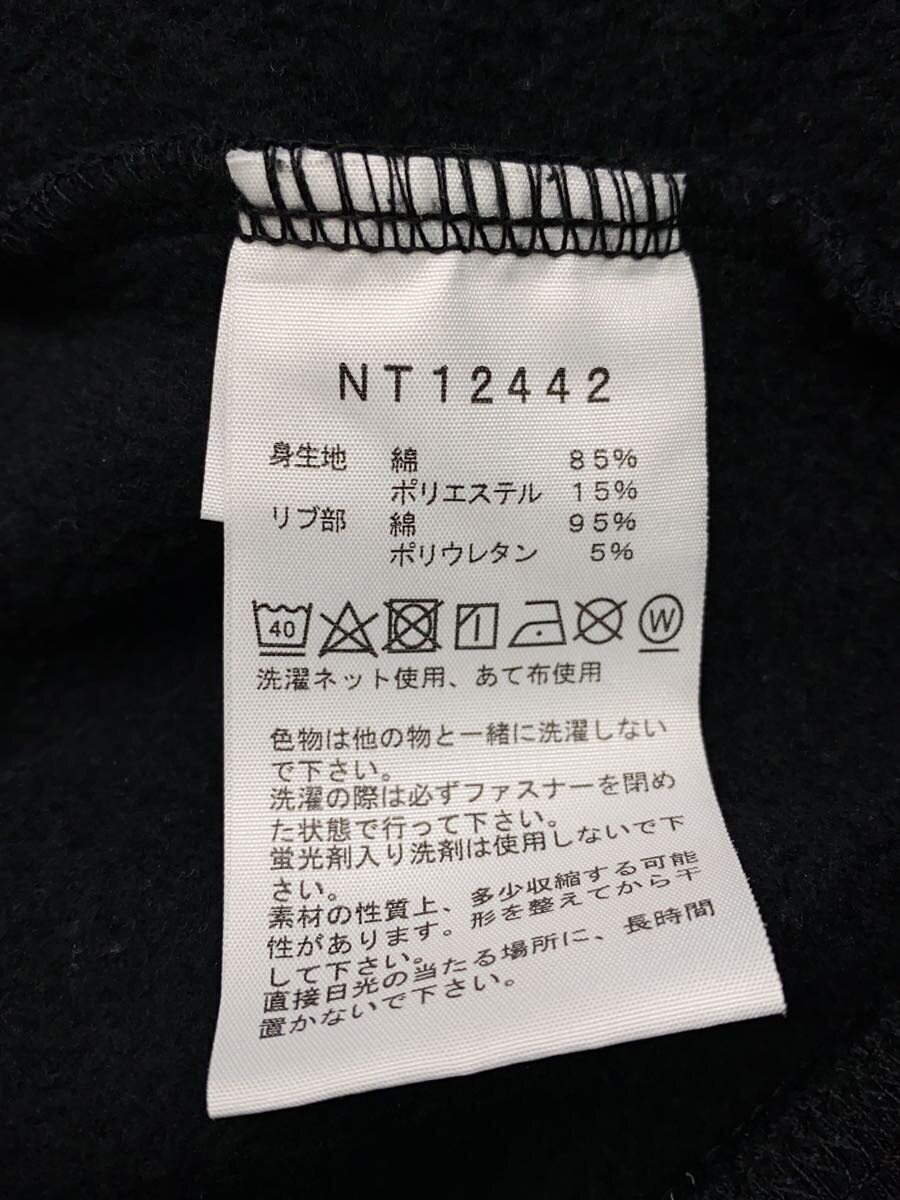 NT12442
身生地 綿 85%
ポリエステル 15%
リブ部 綿 95%
ポリウレタン 5%
40 W
洗濯ネット使用、あて布使用
色物は他の物と一緒に洗濯しない
で下さい。
洗濯の際は必ずファスナーを閉め
た状態で行って下さい。
蛍光剤入り洗剤は使用しないで下
さい。
素材の性質上、多少収縮する可能
性があります。形を整えてから干
して下さい。
直接日光の当たる場所に、長時間
置かないで下さい。